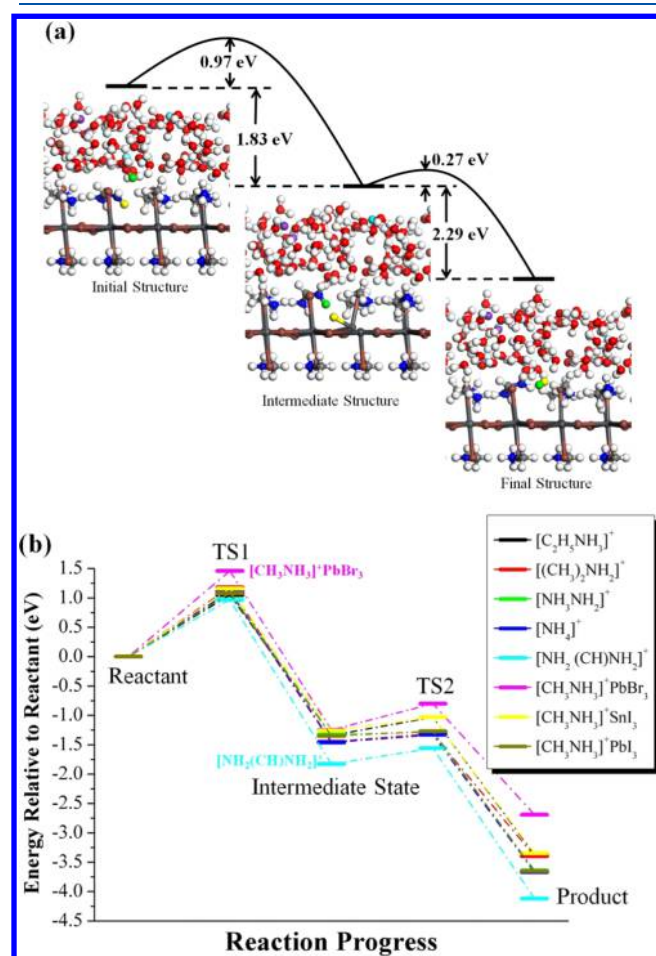 (a)
0.97 eV
1.83 eV
0.27 eV
2.29 eV
Initial Structure
Intermediate Structure
Final Structure
(b)
Energy Relative to Reactant (eV)
1.5
1.0
0.5
0.0
-0.5
-1.0
-1.5
-2.0
-2.5
-3.0
-3.5
-4.0
-4.5
TS1
[CH₃NH₃]⁺PbBr₃
Reactant
TS2
[NH₂(CH)NH₂]
Intermediate State
Product
[C₂H₅NH₃]⁺
[(CH₃)₂NH₂]⁺
[NH₃NH₂]⁺
[NH₄]⁺
[NH₂ (CH)NH₂]⁺
[CH₃NH₃]⁺PbBr₃
[CH₃NH₃]⁺SnI₃
[CH₃NH₃]⁺PbI₃
Reaction Progress